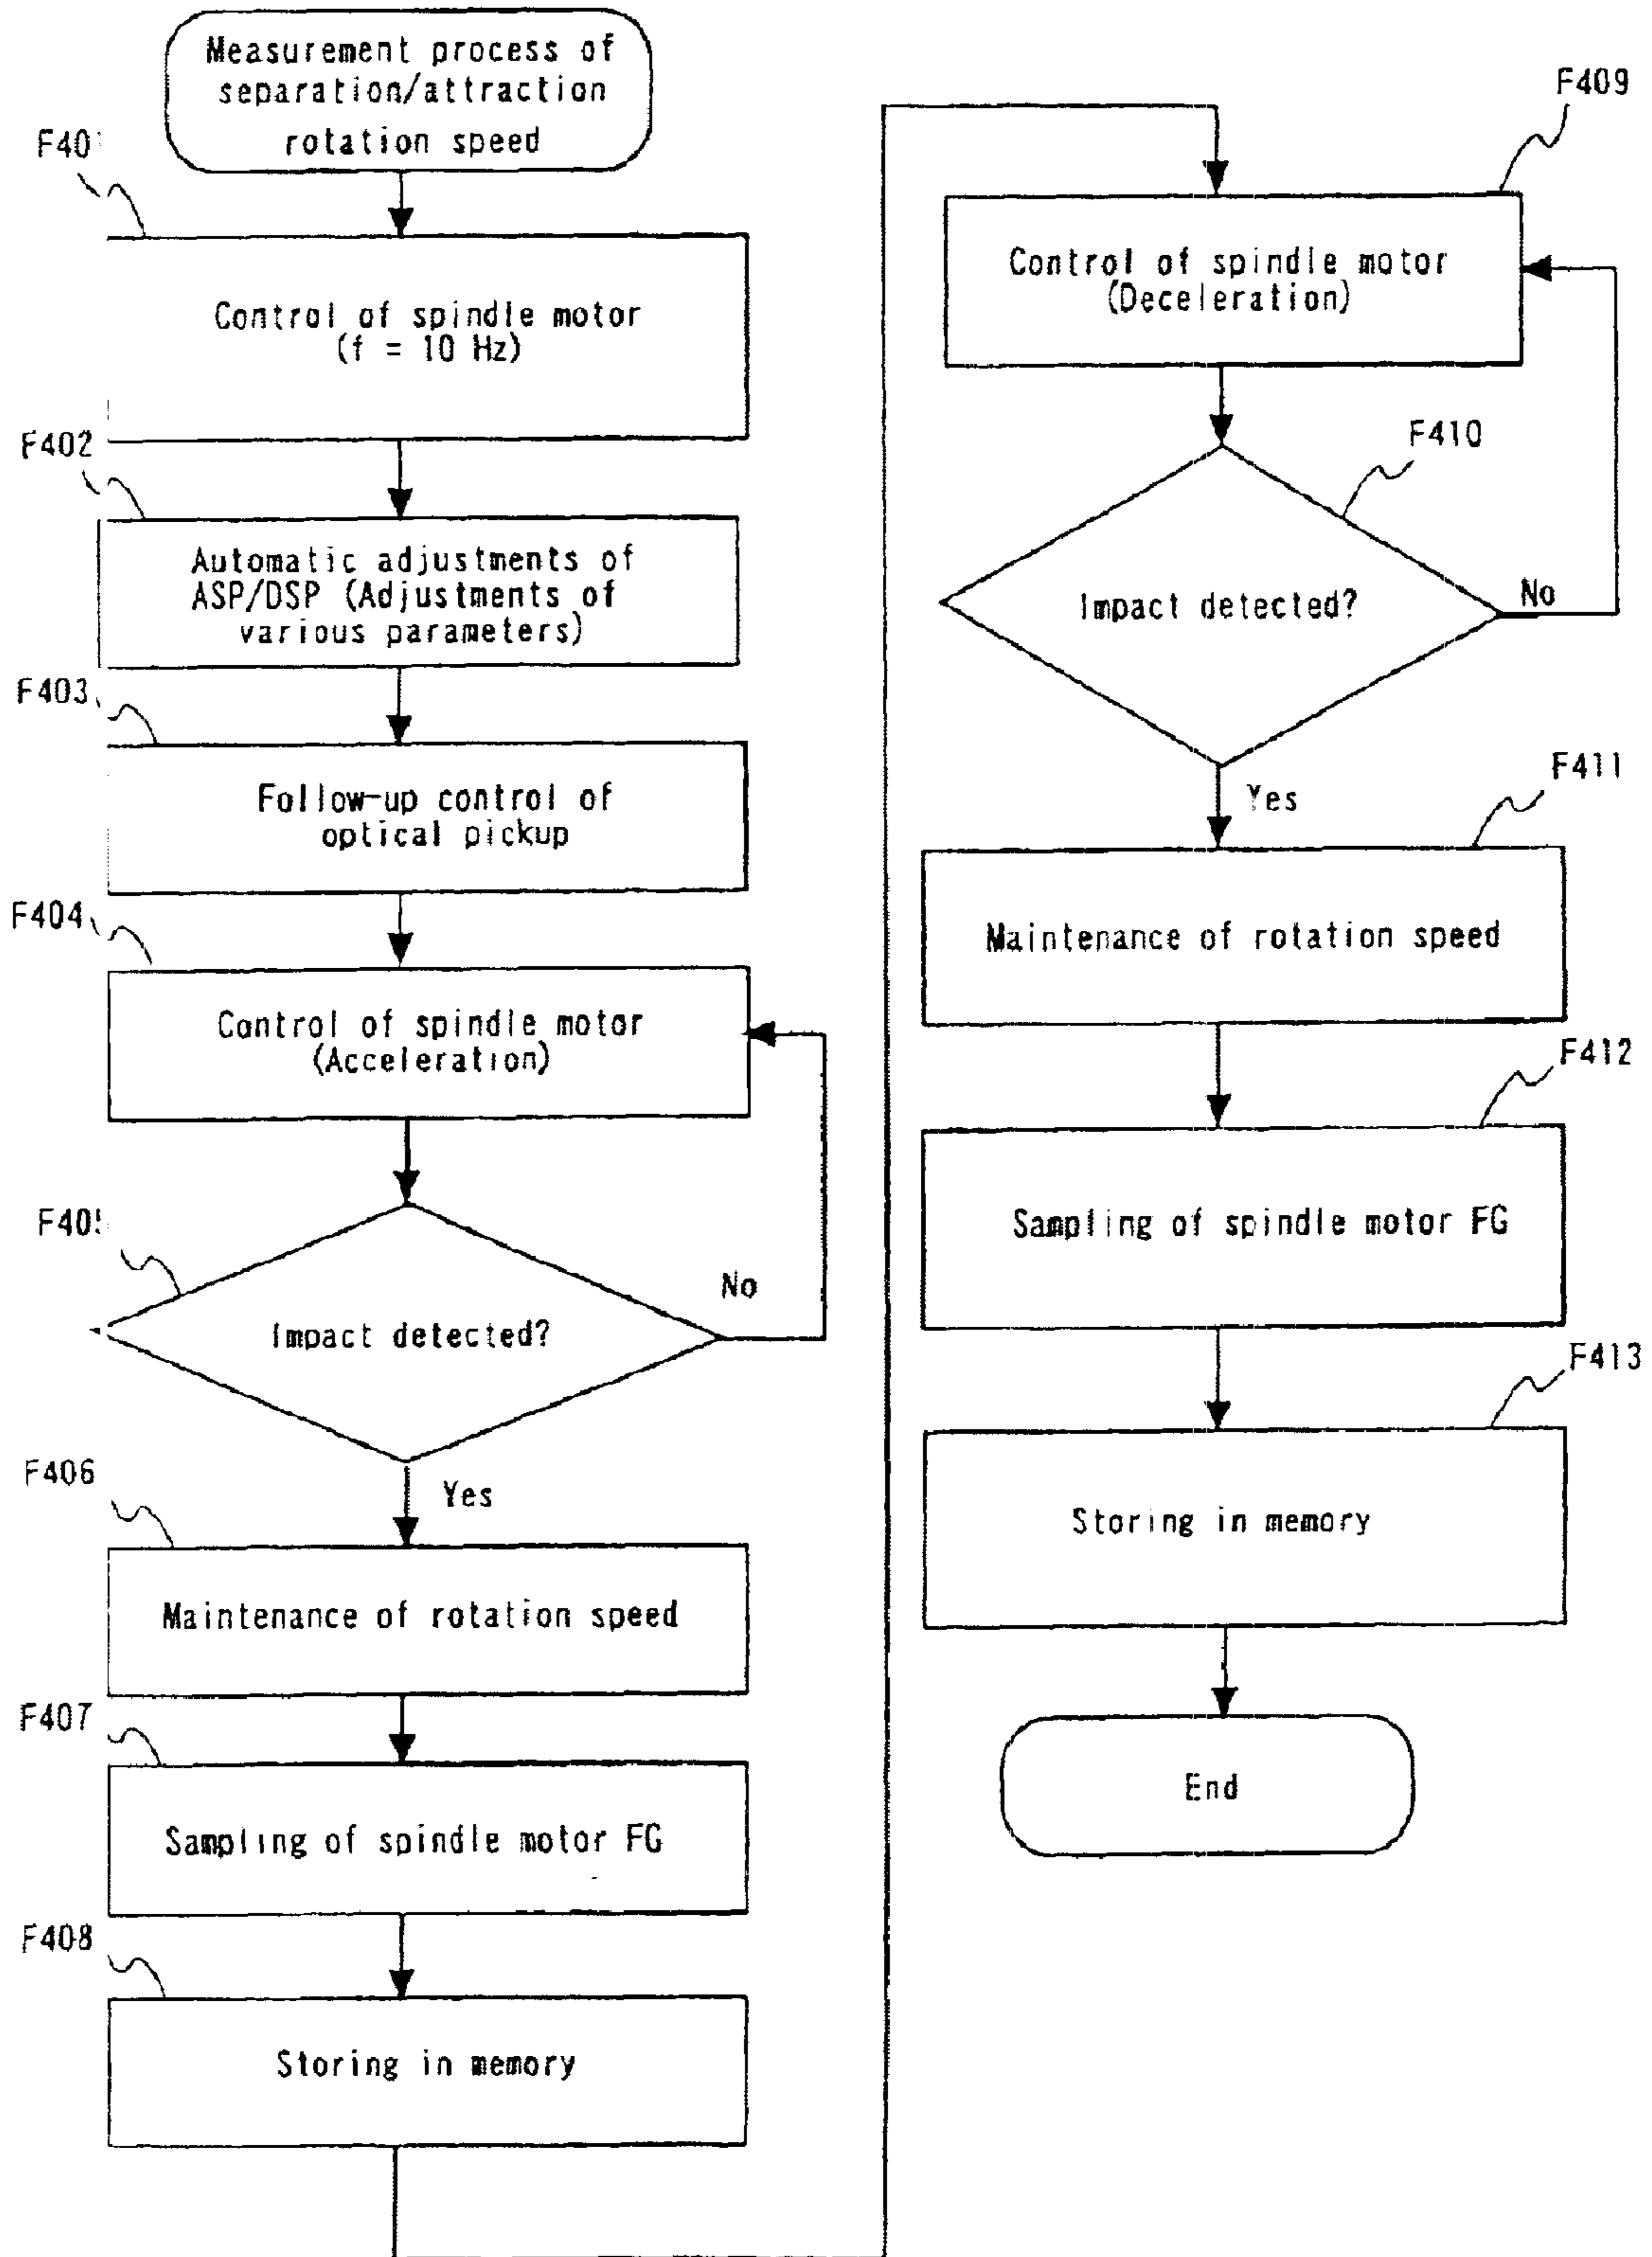 Measurement process of
separation/attraction
rotation speed
F40
Control of spindle motor
(f = 10 Hz)
F402
Automatic adjustments of
ASP/DSP (Adjustments of
various parameters)
F403
Follow-up control of
optical pickup
F404
Control of spindle motor
(Acceleration)
F405
Impact detected?
No
Yes
F406
Maintenance of rotation speed
F407
Sampling of spindle motor FG
F408
Storing in memory
F409
Control of spindle motor
(Deceleration)
F410
Impact detected?
No
Yes
F411
Maintenance of rotation speed
F412
Sampling of spindle motor FG
F413
Storing in memory
End